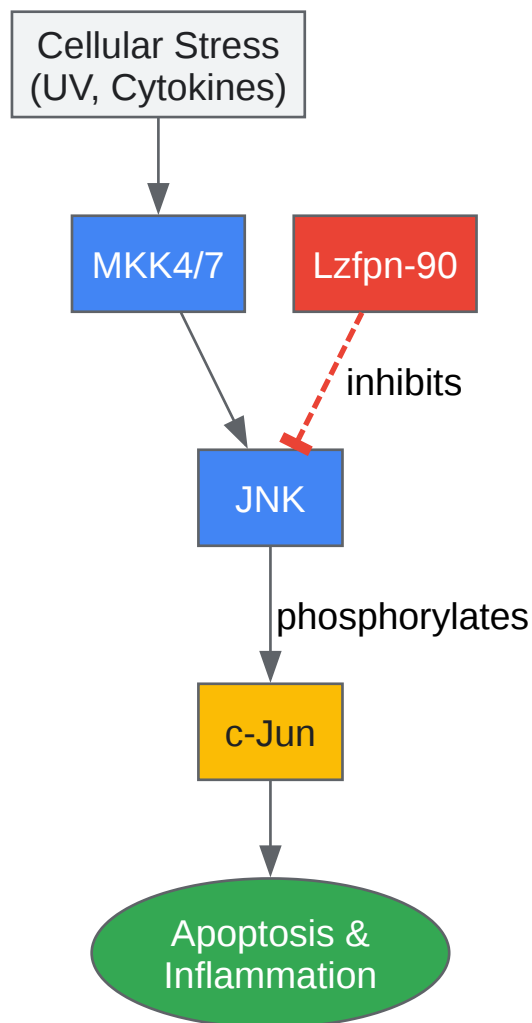 Cellular Stress
(UV, Cytokines)
MKK4/7
Lzfpn-90
inhibits
JNK
phosphorylates
c-Jun
Apoptosis &
Inflammation